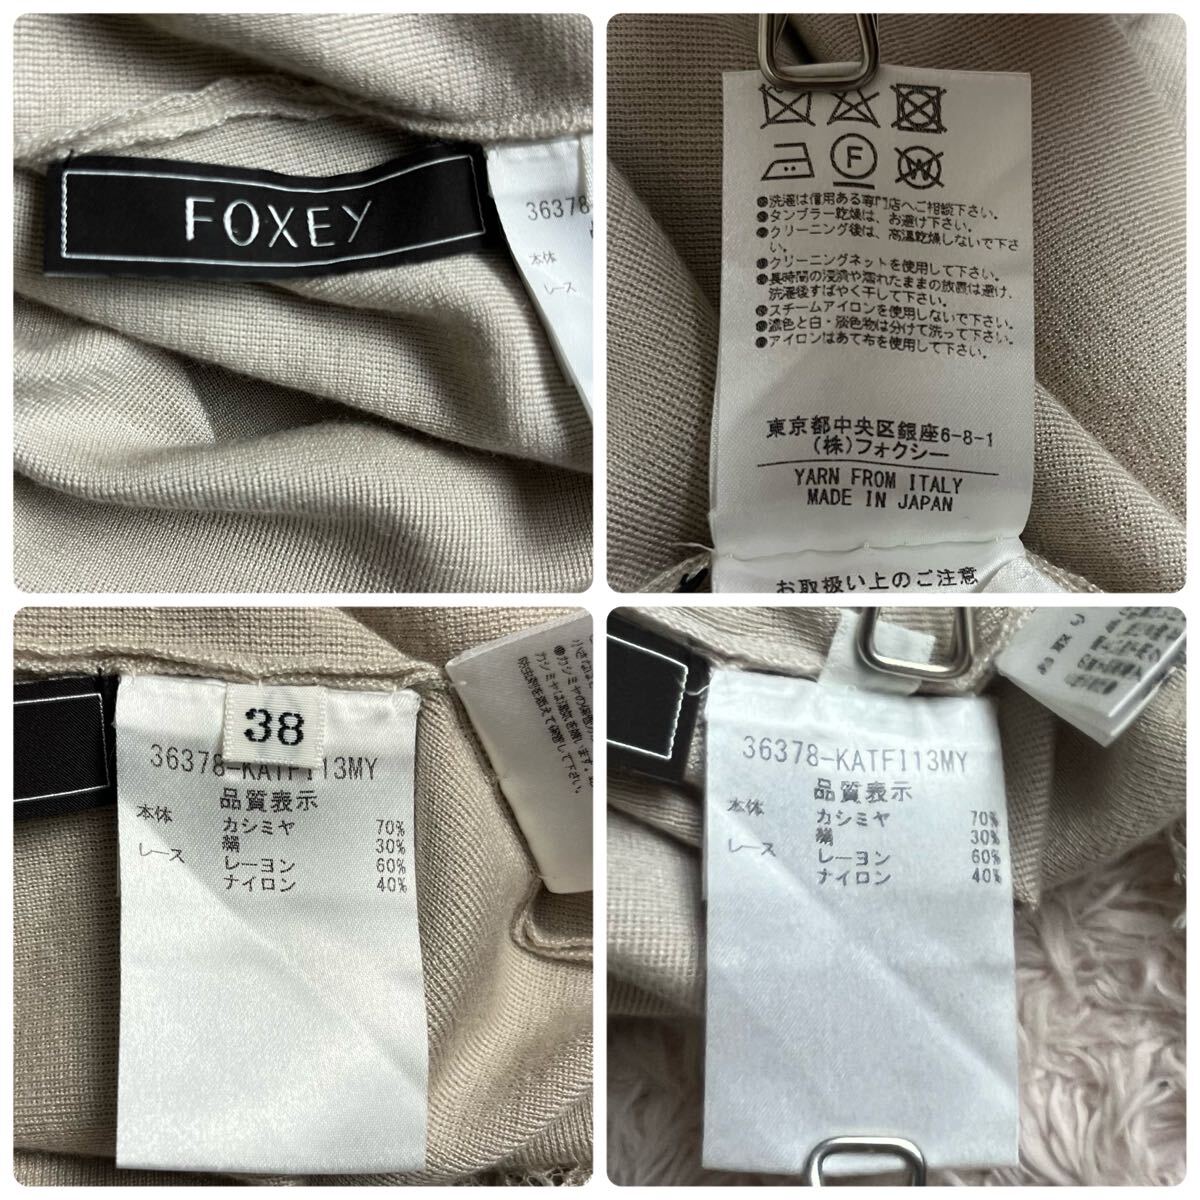 FOXEY
36378
本体
レース
F
W
●洗濯は信用ある専門店へご相談下さい。
●タンブラー乾燥は、お避け下さい。
●クリーニング後は、高温乾燥しないで下さ
い。
●クリーニングネットを使用して下さい。
●長時間の浸漬や濡れたままの放置は避け、
洗濯後すばやく干して下さい。
●スチームアイロンを使用しないで下さい。
●濃色と白・淡色物は分けて洗って下さい。
●アイロンはあて布を使用して下さい。
東京都中央区銀座6-8-1
(株)フォクシー
YARN FROM ITALY
MADE IN JAPAN
お取扱い上のご注意
38
36378-KATFI13MY
品質表示
本体 カシミヤ 70%
絹 30%
レース レーヨン 60%
ナイロン 40%
36378-KATFI13MY
品質表示
本体 カシミヤ 70%
絹 30%
レース レーヨン 60%
ナイロン 40%